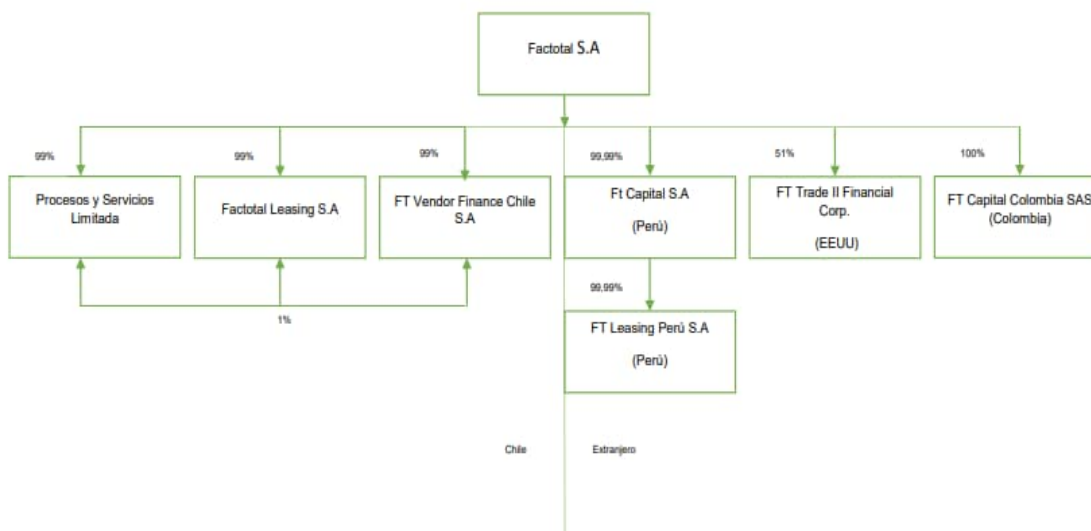 Factotal S.A
99%
99%
99%
99,99%
51%
100%
Procesos y Servicios
Limitada
Factotal Leasing S.A
FT Vendor Finance Chile
S.A
Ft Capital S.A
(Perú)
FT Trade II Financial
Corp.
(EEUU)
FT Capital Colombia SAS
(Colombia)
1%
99,99%
FT Leasing Perú S.A
(Perú)
Chile
Extranjero